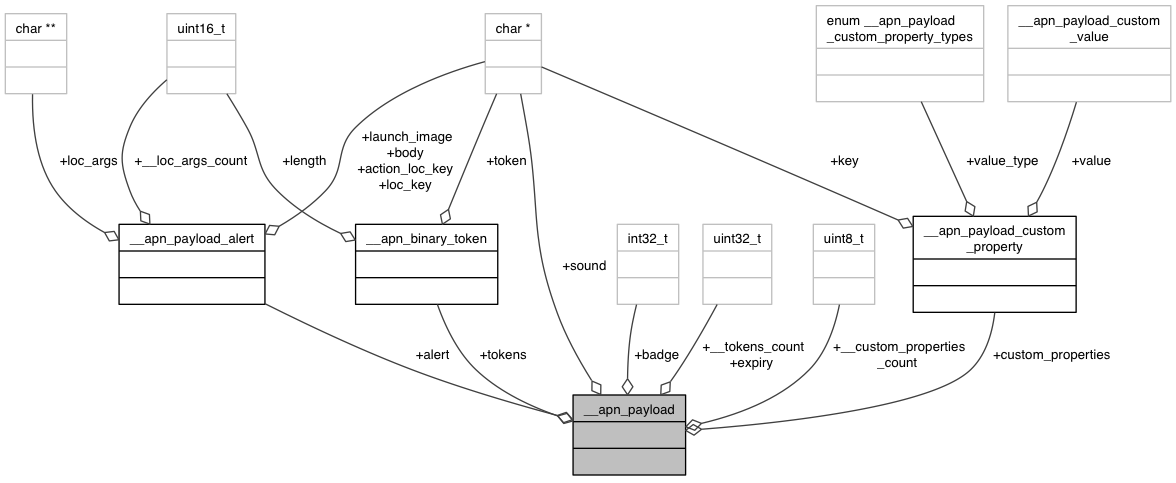 char **
uint16_t
char *
enum __apn_payload
_custom_property_types
__apn_payload_custom
_value
+loc_args
+__loc_args_count
+length
+launch_image
+body
+action_loc_key
+loc_key
+token
+key
+value_type
+value
__apn_payload_alert
__apn_binary_token
+sound
int32_t
uint32_t
uint8_t
__apn_payload_custom
_property
+alert
+tokens
+badge
+__tokens_count
+expiry
+__custom_properties
_count
+custom_properties
__apn_payload